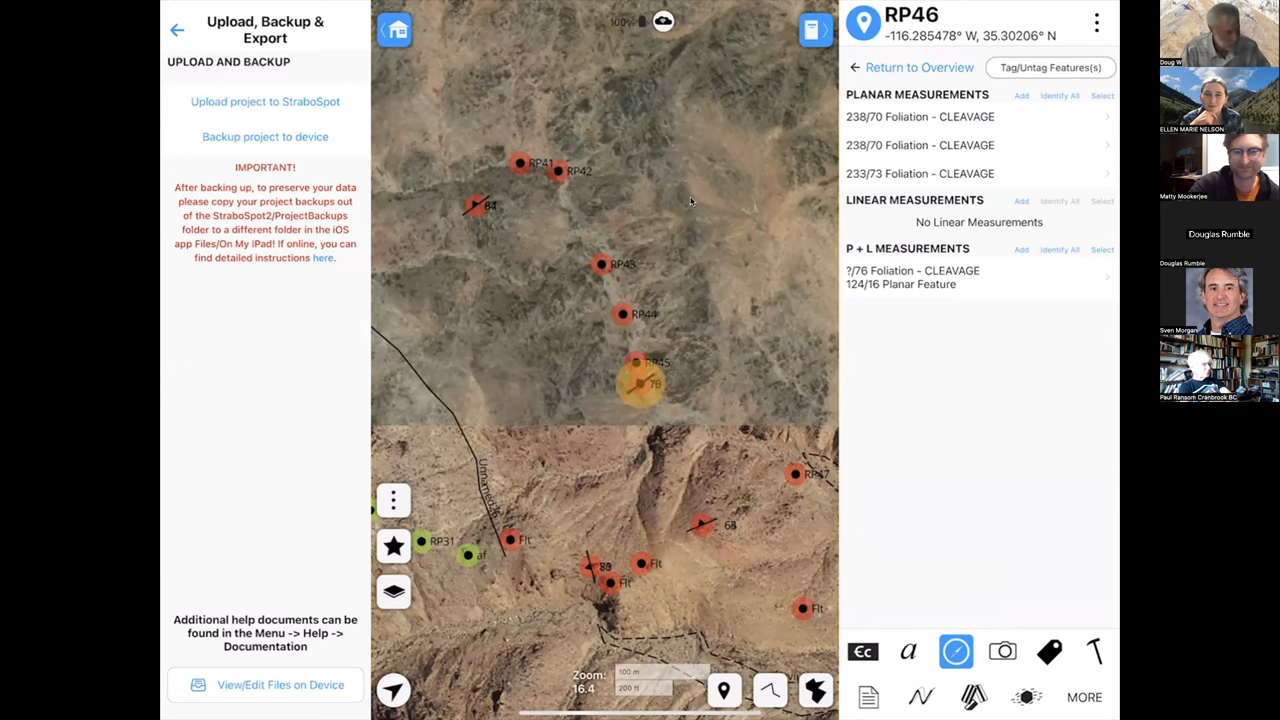 Upload, Backup &
Export
UPLOAD AND BACKUP
Upload project to StraboSpot
Backup project to device
IMPORTANT!
After backing up, to preserve your data
please copy your project backups out
of the StraboSpot2/ProjectBackups
folder to a different folder in the iOS
app Files/On My IPad! If online, you can
find detailed instructions here.
Additional help documents can be
found in the Menu -> Help ->
Documentation
View/Edit Files on Device
100%
RP41
RP42
RP43
RP44
RP45
78
RP47
65
RP31
af
Flt
Flt
Flt
Flt
Zoom:
16.4
100 m
200 ft
RP46
-116.285478° W, 35.30206° N
Return to Overview
Tag/Untag Features(s)
PLANAR MEASUREMENTS
Add Identify All Select
238/70 Foliation - CLEAVAGE
238/70 Foliation - CLEAVAGE
233/73 Foliation - CLEAVAGE
LINEAR MEASUREMENTS
Add Identify All Select
No Linear Measurements
P + L MEASUREMENTS
Add Identify All Select
?/76 Foliation - CLEAVAGE
124/16 Planar Feature
€c
a
MORE
Doug W
ELLEN MARIE NELSON
Matty Mookerjee
Douglas Rumble
Douglas Rumble
Sven Morgan
Paul Ransom Cranbrook BC